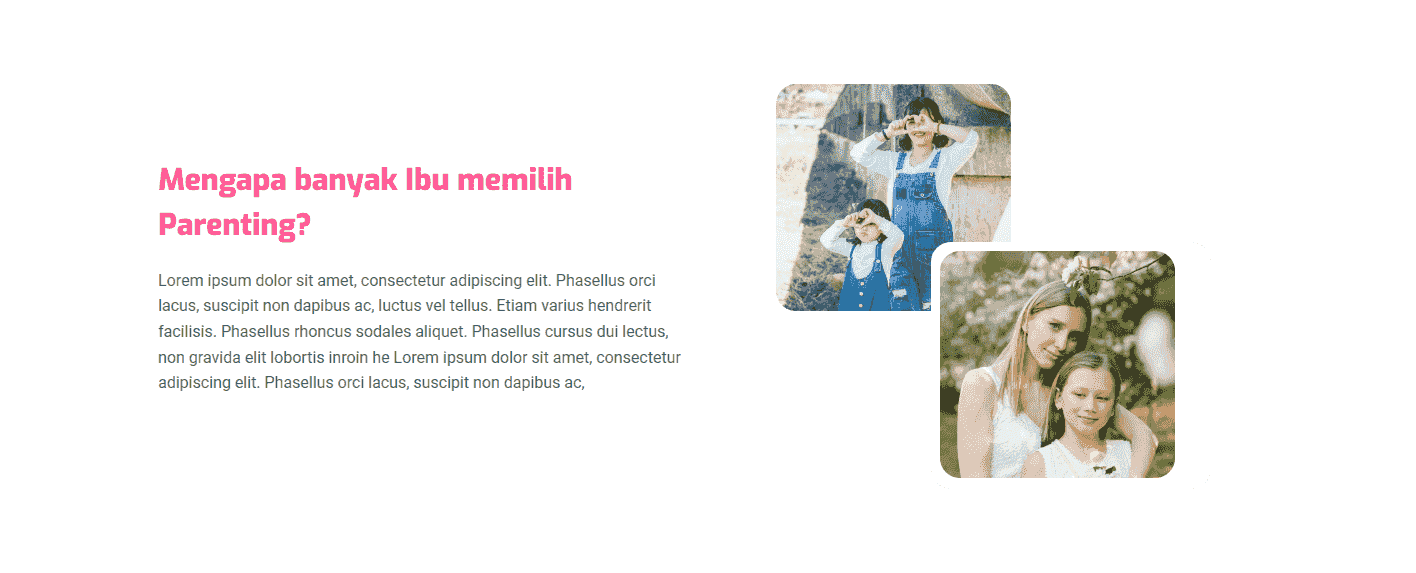 Mengapa banyak Ibu memilih
Parenting?
Lorem ipsum dolor sit amet, consectetur adipiscing elit. Phasellus orci
lacus, suscipit non dapibus ac, luctus vel tellus. Etiam varius hendrerit
facilisis. Phasellus rhoncus sodales aliquet. Phasellus cursus dui lectus,
non gravida elit lobortis inroin he Lorem ipsum dolor sit amet, consectetur
adipiscing elit. Phasellus orci lacus, suscipit non dapibus ac,